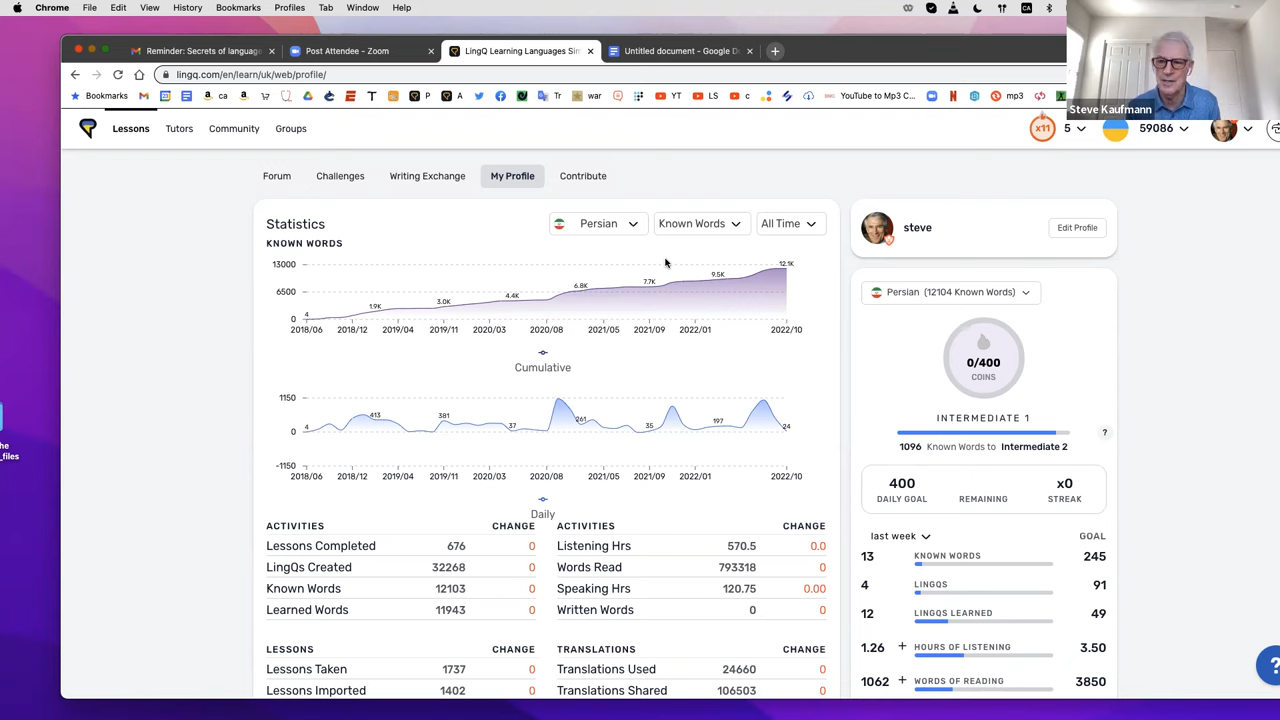 Chrome File Edit View History Bookmarks Profiles Tab Window Help
CA
Reminder: Secrets of language
Post Attendee - Zoom
LingQ Learning Languages Sim
Untitled document - Google Do
lingq.com/en/learn/uk/web/profile/
Bookmarks ca war YT LS c YouTube to Mp3 C... mp3
Steve Kaufmann
Lessons Tutors Community Groups
x11 5 59086
Forum Challenges Writing Exchange My Profile Contribute
Statistics
Persian Known Words All Time
KNOWN WORDS
13000
6500
0
4 1.9K 3.0K 4.4K 6.8K 7.7K 9.5K 12.1K
2018/06 2018/12 2019/04 2019/11 2020/03 2020/08 2021/05 2021/09 2022/01 2022/10
Cumulative
1150
0
-1150
4 413 381 37 261 35 197 24
2018/06 2018/12 2019/04 2019/11 2020/03 2020/08 2021/05 2021/09 2022/01 2022/10
Daily
ACTIVITIES CHANGE ACTIVITIES CHANGE
Lessons Completed 676 0 Listening Hrs 570.5 0.0
LingQs Created 32268 0 Words Read 793318 0
Known Words 12103 0 Speaking Hrs 120.75 0.00
Learned Words 11943 0 Written Words 0 0
LESSONS CHANGE TRANSLATIONS CHANGE
Lessons Taken 1737 0 Translations Used 24660 0
Lessons Imported 1402 0 Translations Shared 106503 0
steve
Edit Profile
Persian (12104 Known Words)
0/400
COINS
INTERMEDIATE 1
?
1096 Known Words to Intermediate 2
400 x0
DAILY GOAL REMAINING STREAK
last week GOAL
13 KNOWN WORDS 245
4 LINGQS 91
12 LINGQS LEARNED 49
1.26 + HOURS OF LISTENING 3.50
1062 + WORDS OF READING 3850
?
he
_files